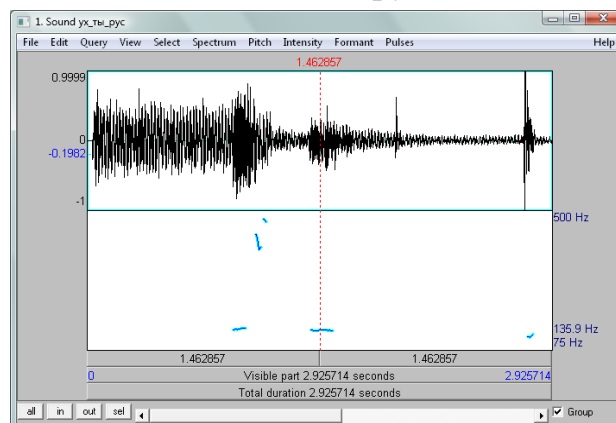 1. Sound ух_ты_рус
File Edit Query View Select Spectrum Pitch Intensity Formant Pulses Help
1.462857
0.9999
0
-0.1982
-1
500 Hz
135.9 Hz
75 Hz
1.462857 1.462857
0 Visible part 2.925714 seconds 2.925714
Total duration 2.925714 seconds
all in out sel Group